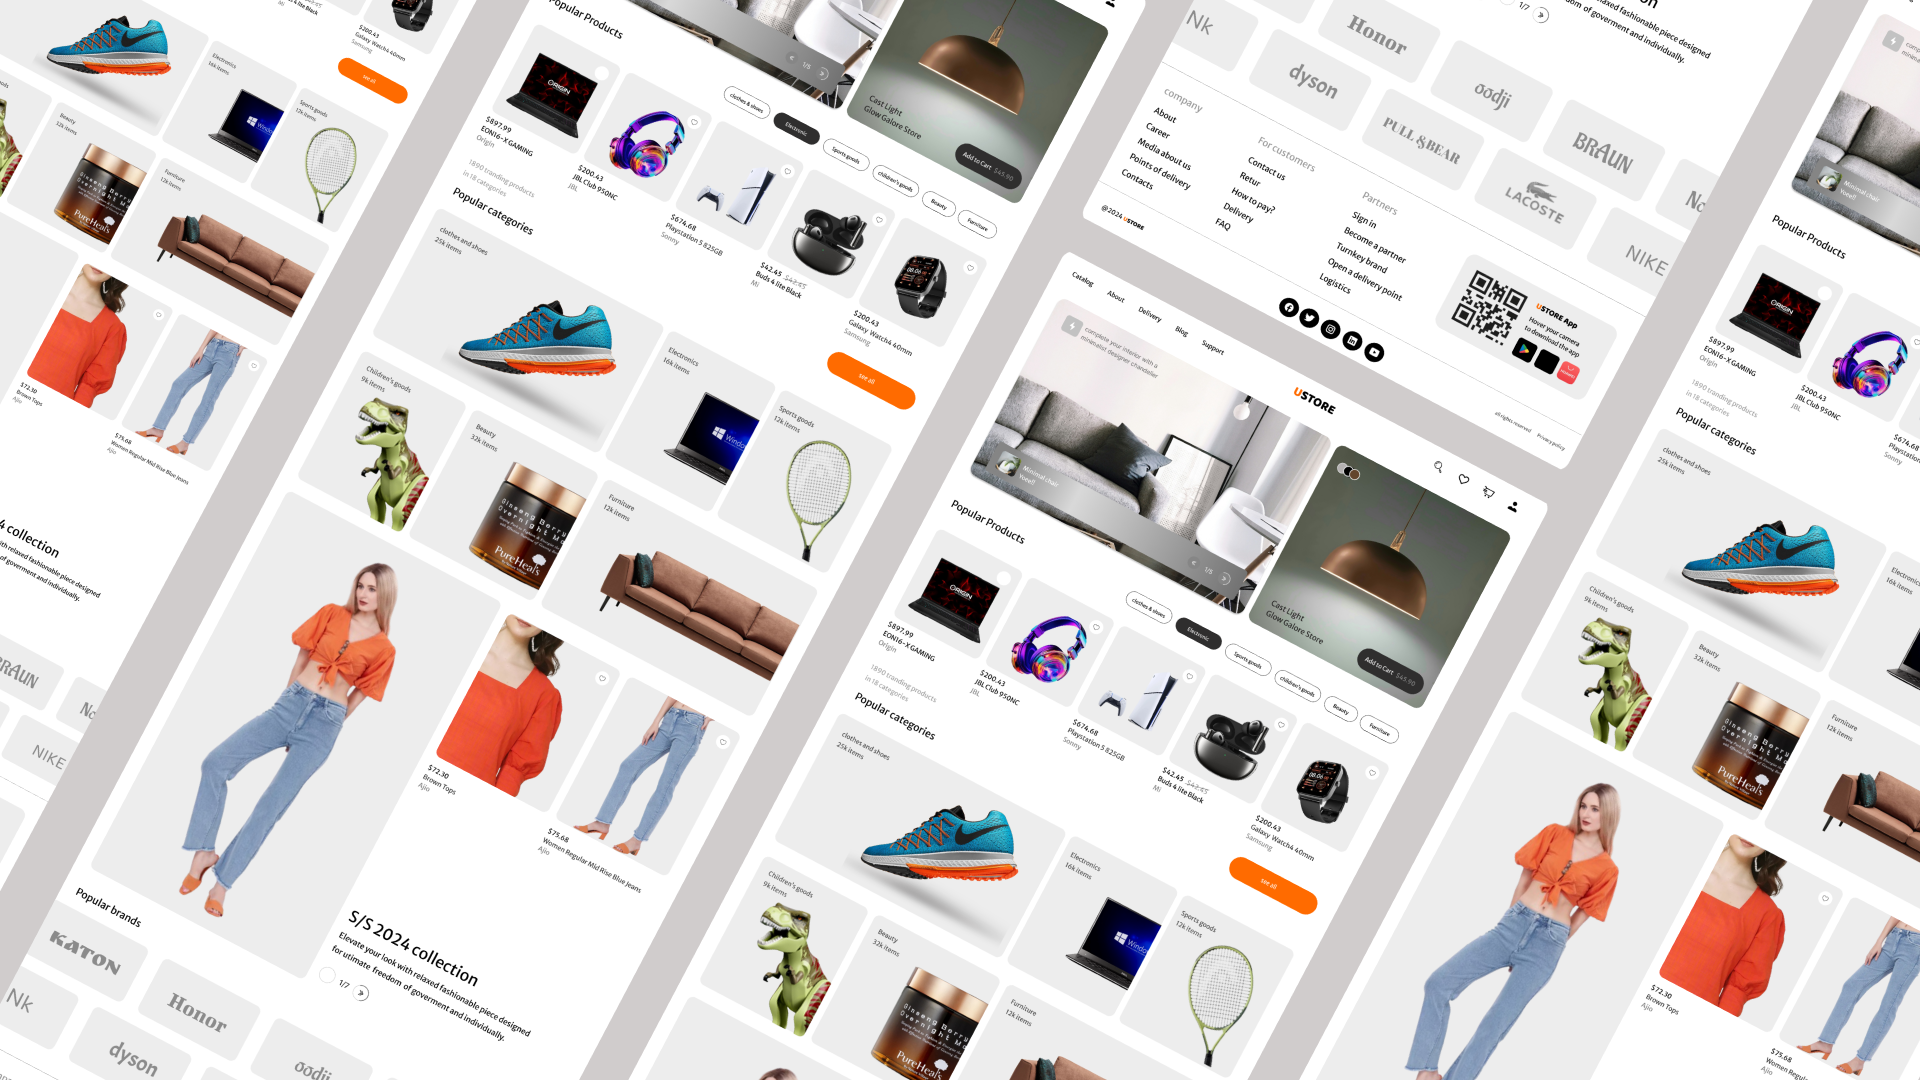 Catalog
About
Delivery
Blog
Support
USTORE
compose your interior with a
minimalist designer chandelier
Minimal chair
1/5
Cast Light
Glow Galore Store
Add to Cart $45.90
Popular Products
clothes & shoes
Electronic
Sports goods
children's goods
Beauty
Furniture
ORIGIN
$897.99
EON16-X GAMING
Origin
$200.43
JBL Club 950NC
JBL
$674.68
Playstation 5 825GB
Sonny
$42.45 $42.45
Buds 4 lite Black
Mi
$200.43
Galaxy Watch4 40mm
Samsung
1890 tranding products
in 18 categories
see all
Popular categories
clothes and shoes
25k items
Electronics
16k items
Sports goods
12k items
Children's goods
9k items
Beauty
32k items
Furniture
12k items
Ginseng Berry
PureHeal's
$72.30
Brown Tops
Ajio
$75.68
Women Regular Mid Rise Blue Jeans
Ajio
S/S 2024 collection
Elevate your look with relaxed fashionable piece designed
for utimate freedom of goverment and individually.
1/7
Popular brands
KATON
Honor
oodji
Nk
dyson
PULL & BEAR
BRAUN
LACOSTE
NIKE
company
About
Career
Media about us
Points of delivery
Contacts
For customers
Contact us
Retur
How to pay?
Delivery
FAQ
Partners
Sign in
Become a partner
Turnkey brand
Open a delivery point
Logistics
USTORE App
Hover your camera
to download the app
@2024 USTORE
all rights reserved
Privacy policy